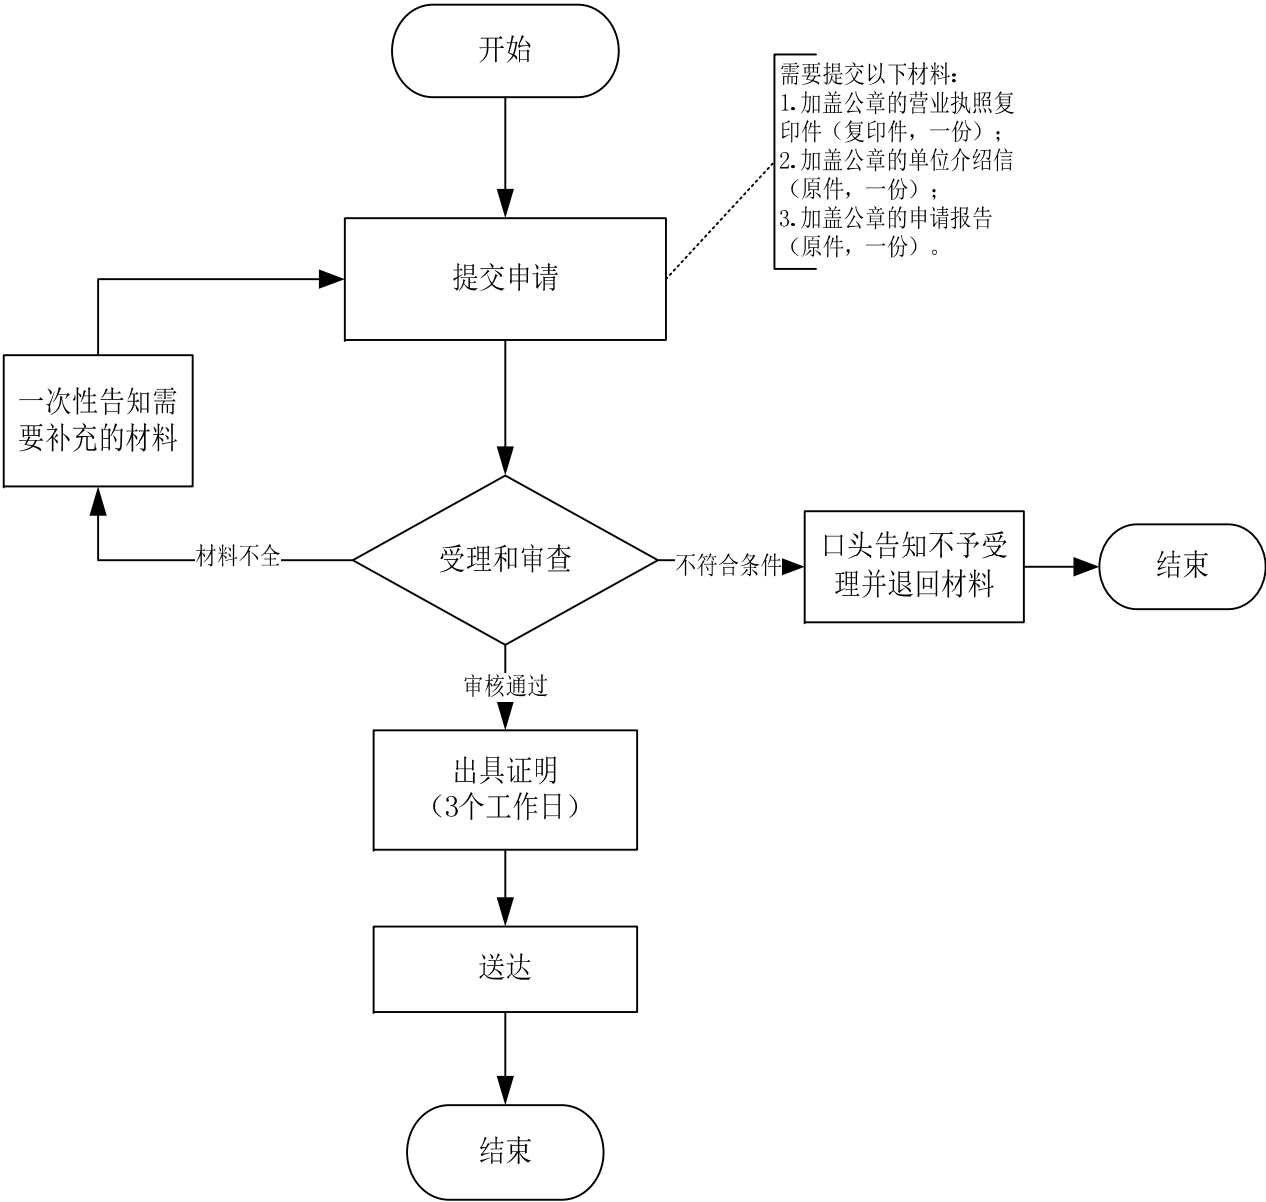 开始
需要提交以下材料：
1.加盖公章的营业执照复
印件（复印件，一份）；
2.加盖公章的单位介绍信
（原件，一份）；
3.加盖公章的申请报告
（原件，一份）。
提交申请
一次性告知需
要补充的材料
材料不全
受理和审查
不符合条件
口头告知不予受
理并退回材料
结束
审核通过
出具证明
（3个工作日）
送达
结束